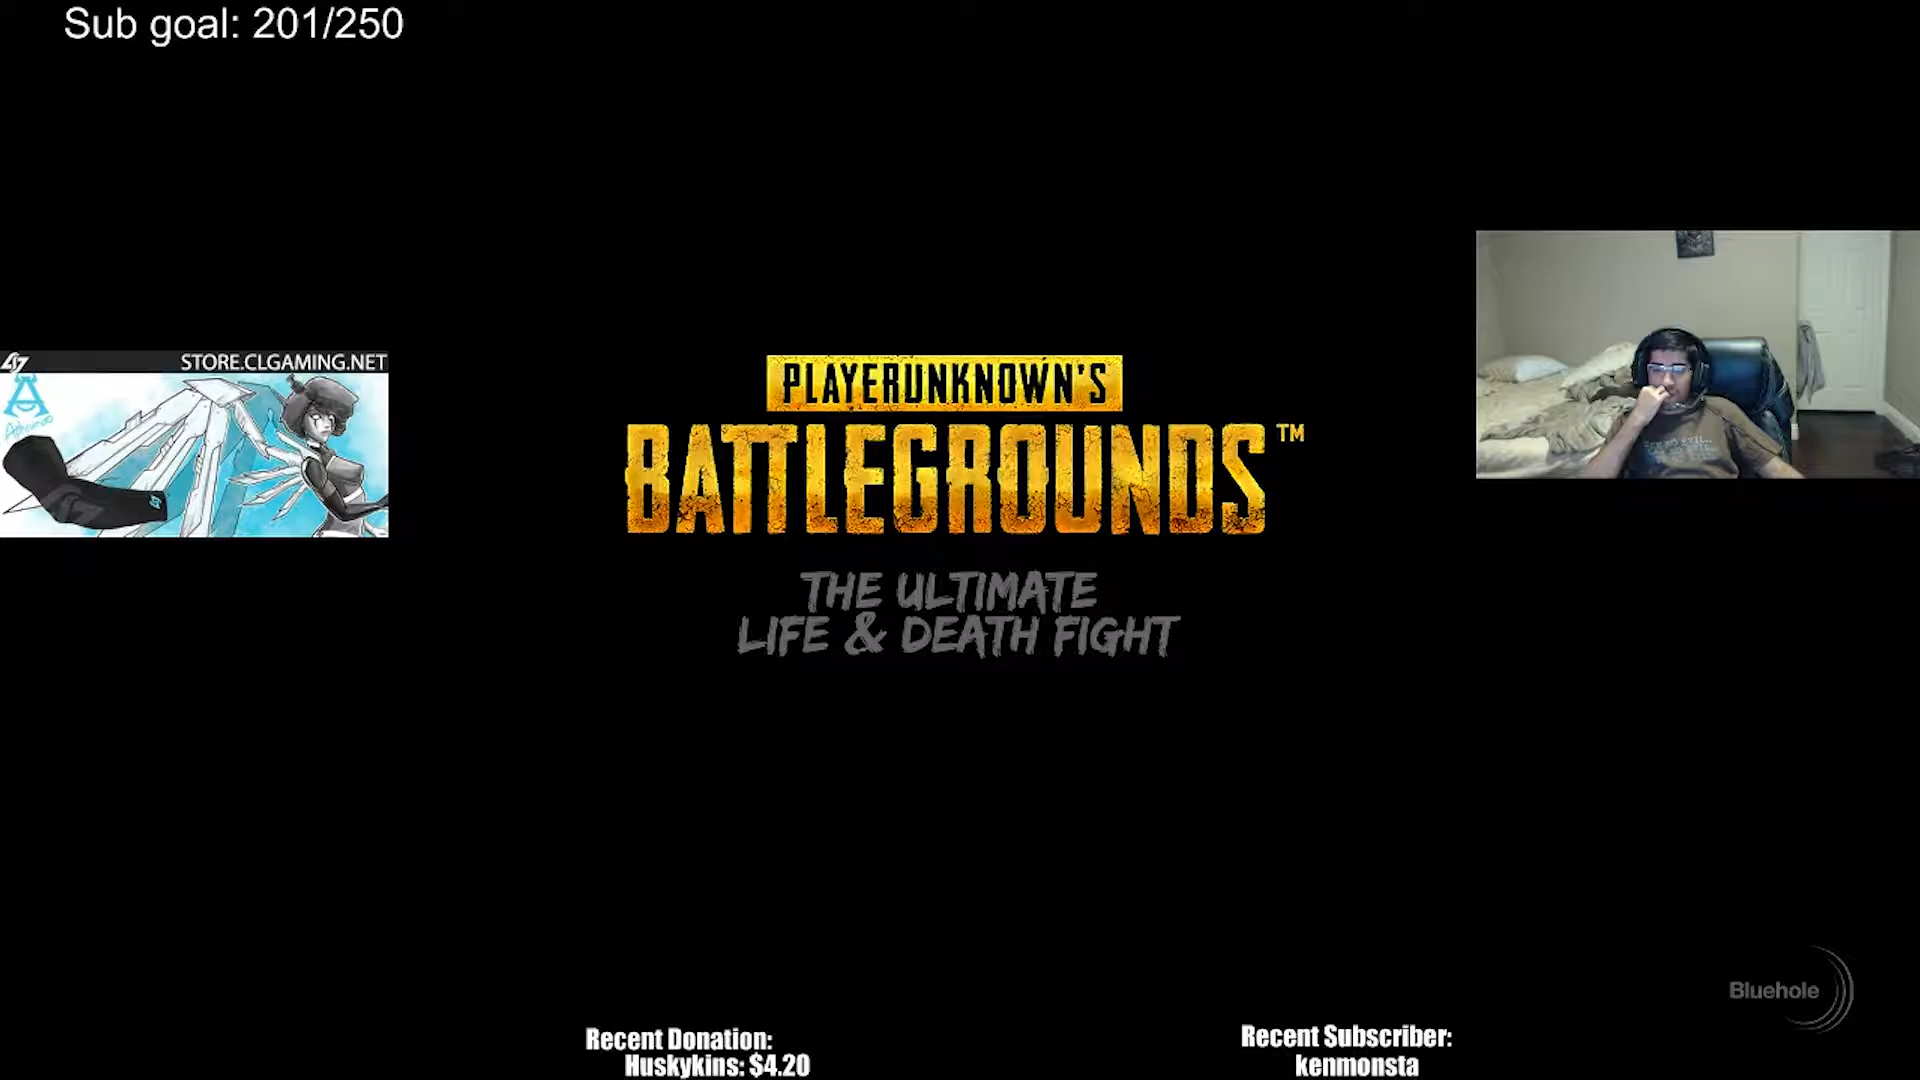 Sub goal: 201/250
STORE.CLGAMING.NET
PLAYERUNKNOWN'S
BATTLEGROUNDS™
THE ULTIMATE
LIFE & DEATH FIGHT
Bluehole
Recent Donation:
Huskykins: $4.20
Recent Subscriber:
kenmonsta